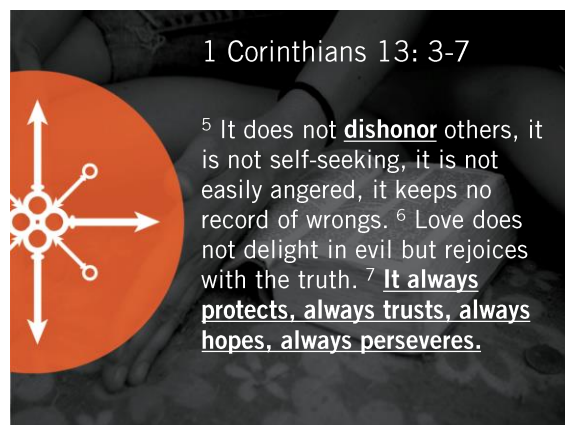 1 Corinthians 13: 3-7
5 It does not dishonor others, it
is not self-seeking, it is not
easily angered, it keeps no
record of wrongs. 6 Love does
not delight in evil but rejoices
with the truth. 7 It always
protects, always trusts, always
hopes, always perseveres.